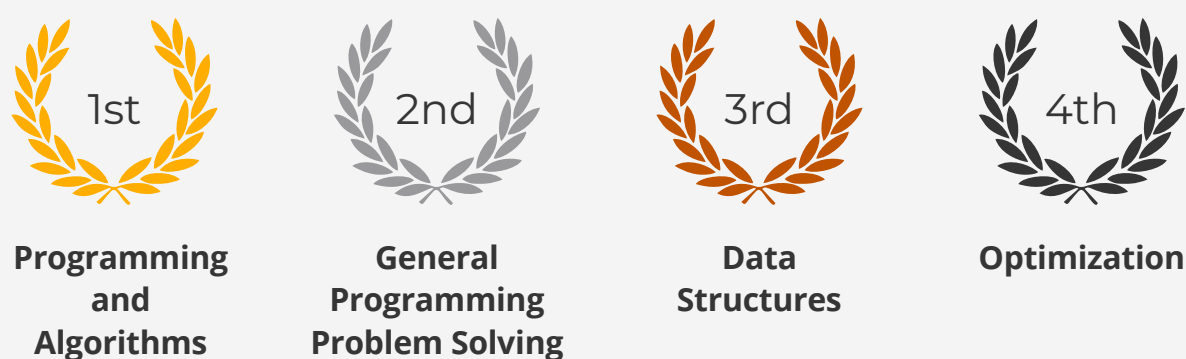 1st
2nd
3rd
4th
Programming
and
Algorithms
General
Programming
Problem Solving
Data
Structures
Optimization